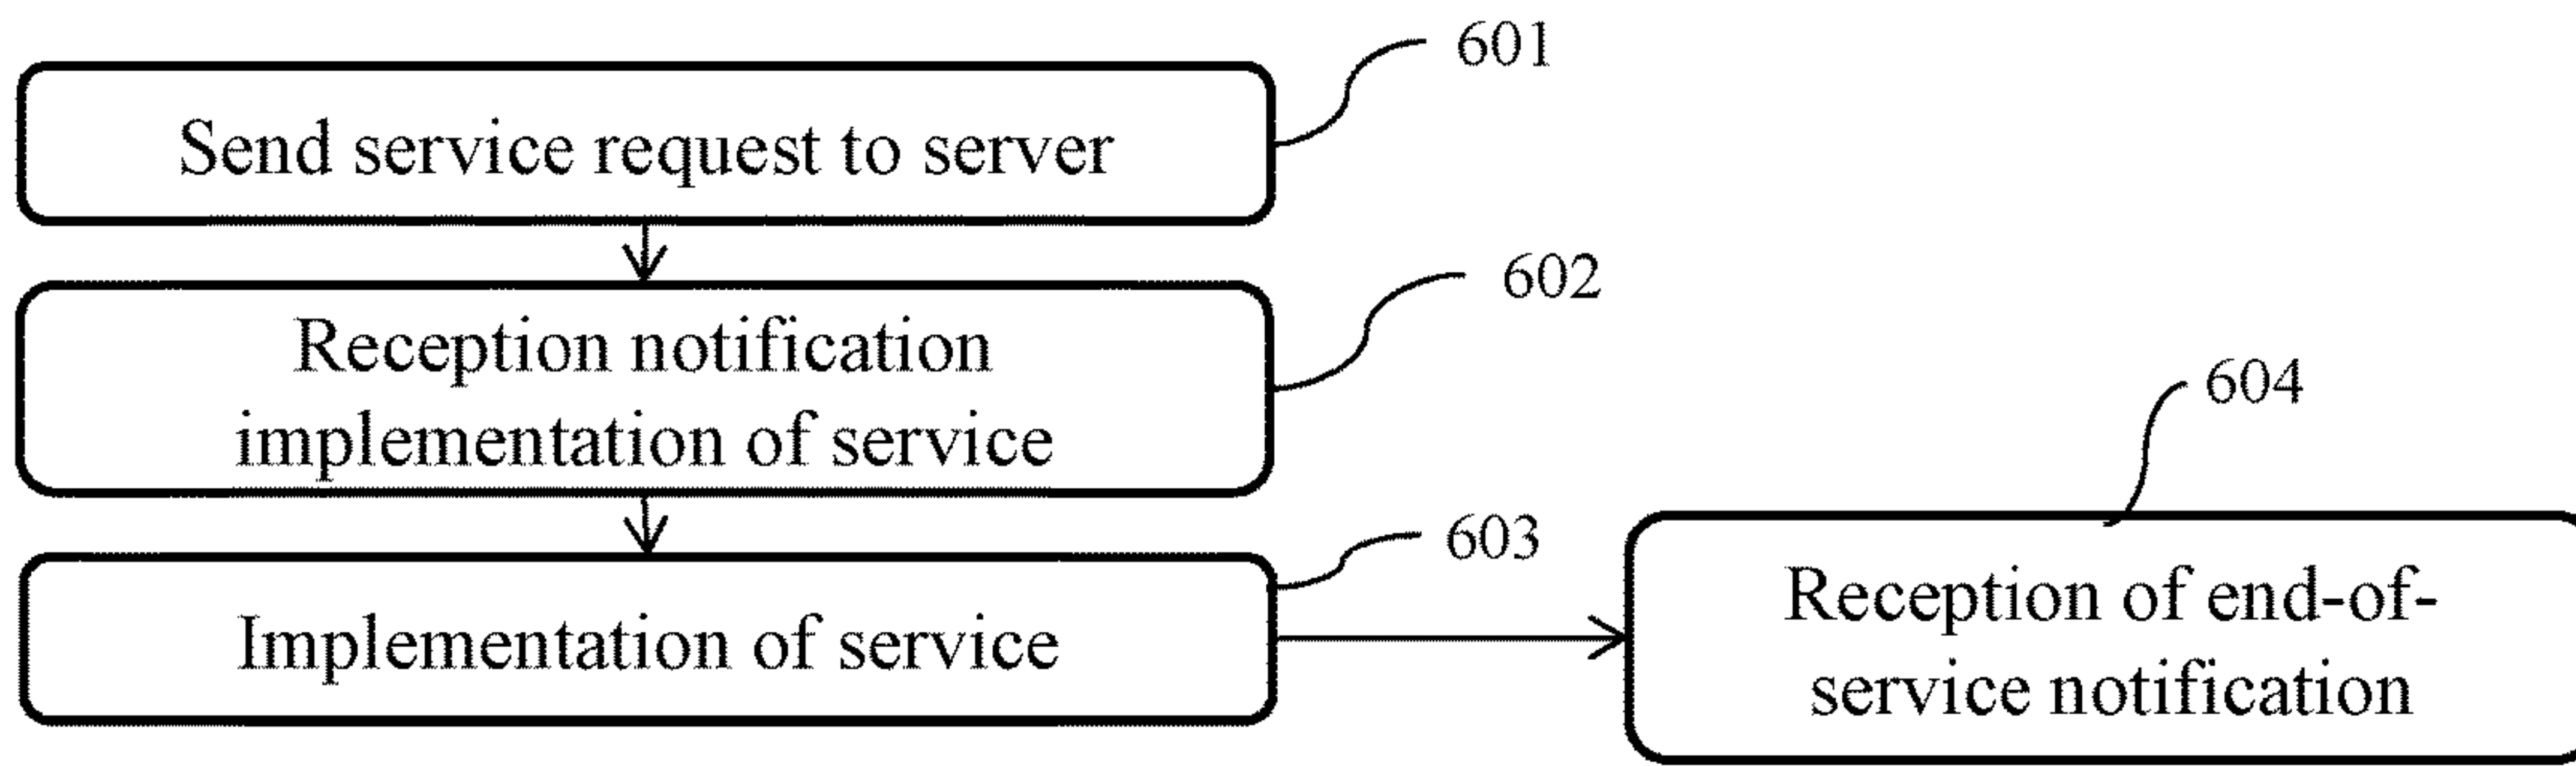 601
Send service request to server
602
Reception notification
implementation of service
603
Implementation of service
604
Reception of end-of-
service notification